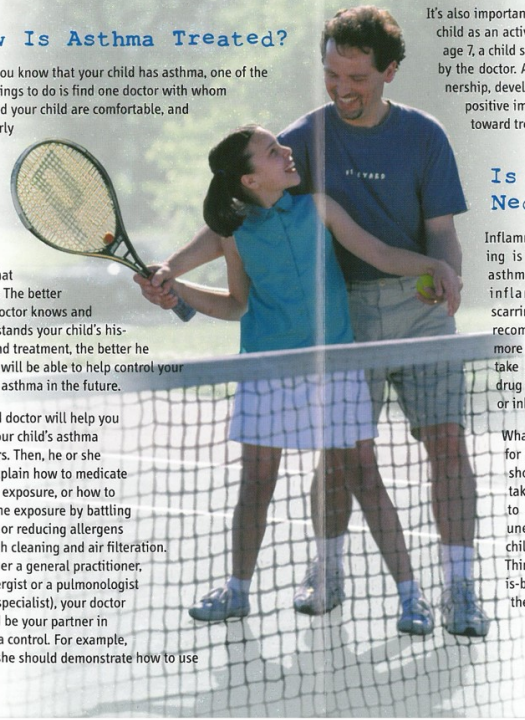 Is Asthma Treated?
you know that your child has asthma, one of the
ings to do is find one doctor with whom
d your child are comfortable, and
rly
at
The better
octor knows and
stands your child's his-
nd treatment, the better he
will be able to help control your
asthma in the future.
d doctor will help you
our child's asthma
rs. Then, he or she
plain how to medicate
exposure, or how to
ne exposure by battling
or reducing allergens
h cleaning and air filteration.
er a general practitioner,
ergist or a pulmonologist
specialist), your doctor
d be your partner in
a control. For example,
she should demonstrate how to use
It's also importan
child as an activ
age 7, a child s
by the doctor. A
nership, devel
positive im
toward tre
Is
Nec
Inflam
ing is
asthm
infla
scarri
recom
more
take
drug
or in
Wha
for
sho
tak
to
un
chil
Thi
is-b
the